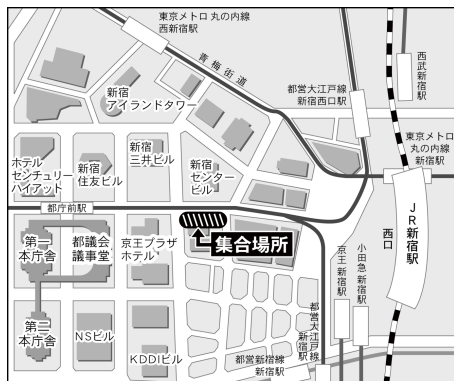 東京メトロ 丸の内線
西新宿駅
青梅街道
西武新宿駅
新宿
アイランドタワー
都営大江戸線
新宿西口駅
東京メトロ
丸の内線
新宿駅
ホテル
センチュリー
ハイアット
新宿
住友ビル
新宿
三井ビル
新宿
センター
ビル
都庁前駅
JR新宿駅
西口
第一
本庁舎
都議会
議事堂
京王プラザ
ホテル
集合場所
京王新宿駅
小田急新宿駅
都営大江戸線
新宿駅
第二
本庁舎
NSビル
KDDIビル
都営新宿線
新宿駅